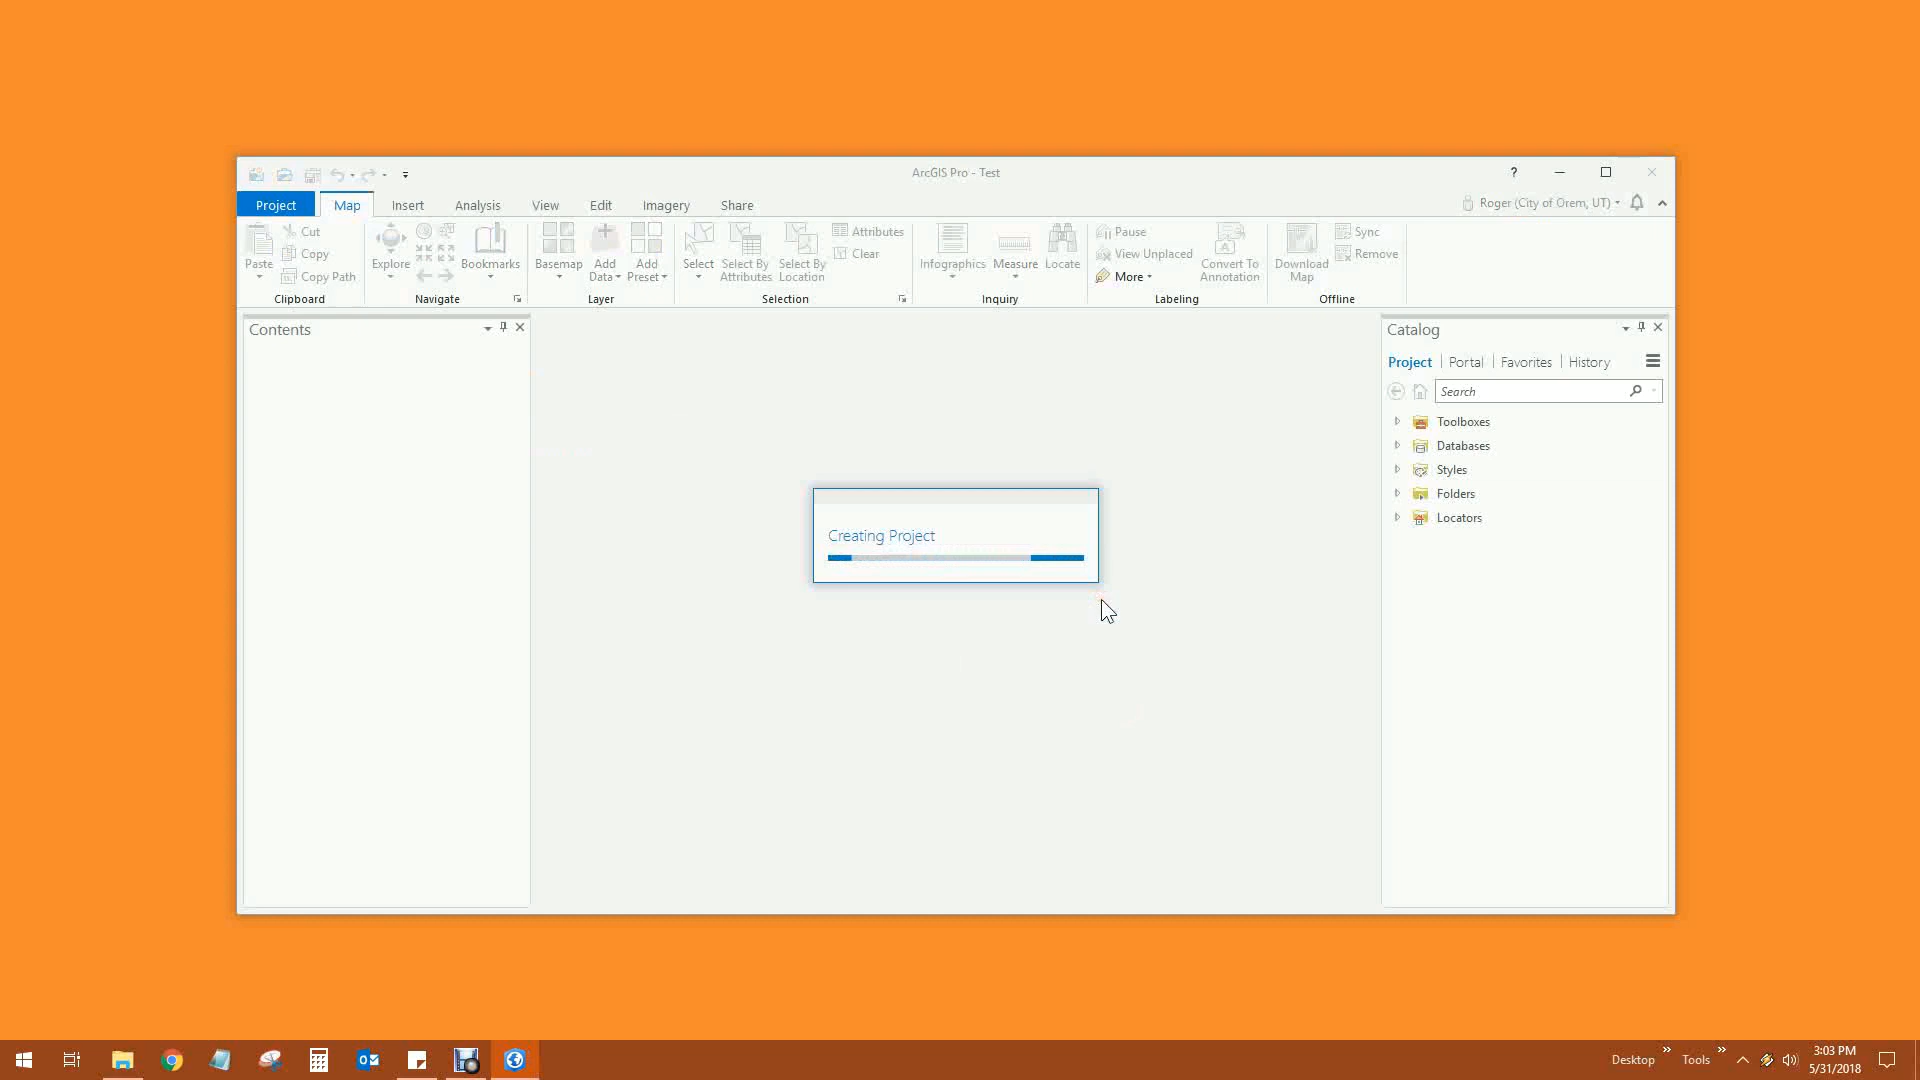 ArcGIS Pro - Test
?
Project Map Insert Analysis View Edit Imagery Share
Roger (City of Orem, UT)
Paste
Cut
Copy
Copy Path
Clipboard
Explore
Bookmarks
Navigate
Basemap
Add Data
Add Preset
Layer
Select
Select By Attributes
Select By Location
Attributes
Clear
Selection
Infographics
Measure
Locate
Inquiry
Pause
View Unplaced
More
Convert To Annotation
Labeling
Download Map
Sync
Remove
Offline
Contents
Creating Project
Catalog
Project Portal Favorites History
Search
Toolboxes
Databases
Styles
Folders
Locators
Desktop
Tools
3:03 PM
5/31/2018